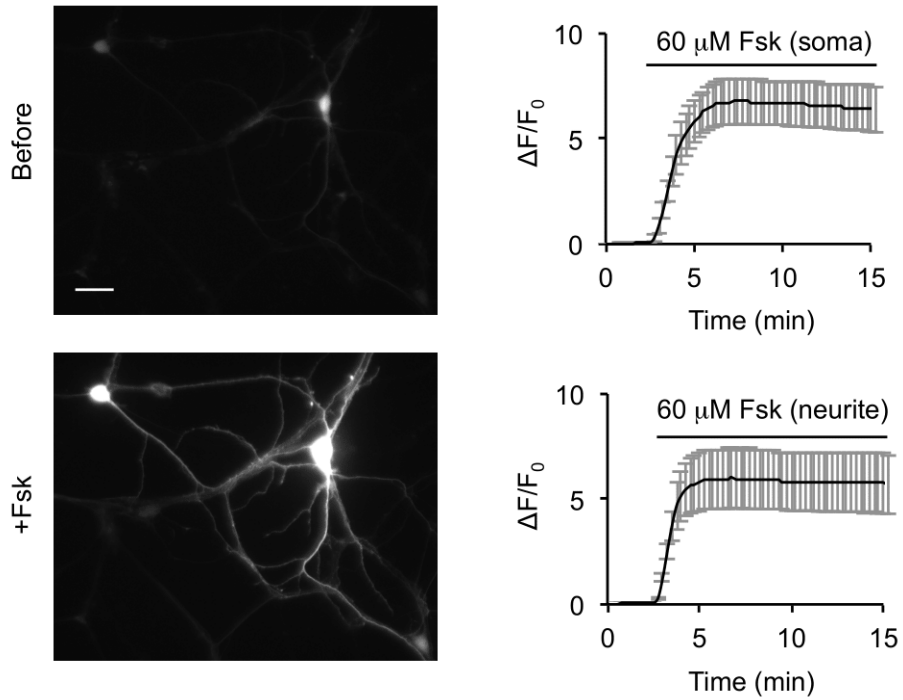 Before
10
60 μM Fsk (soma)
5
0
ΔF/F0
0 5 10 15
Time (min)
+Fsk
10
60 μM Fsk (neurite)
5
0
ΔF/F0
0 5 10 15
Time (min)